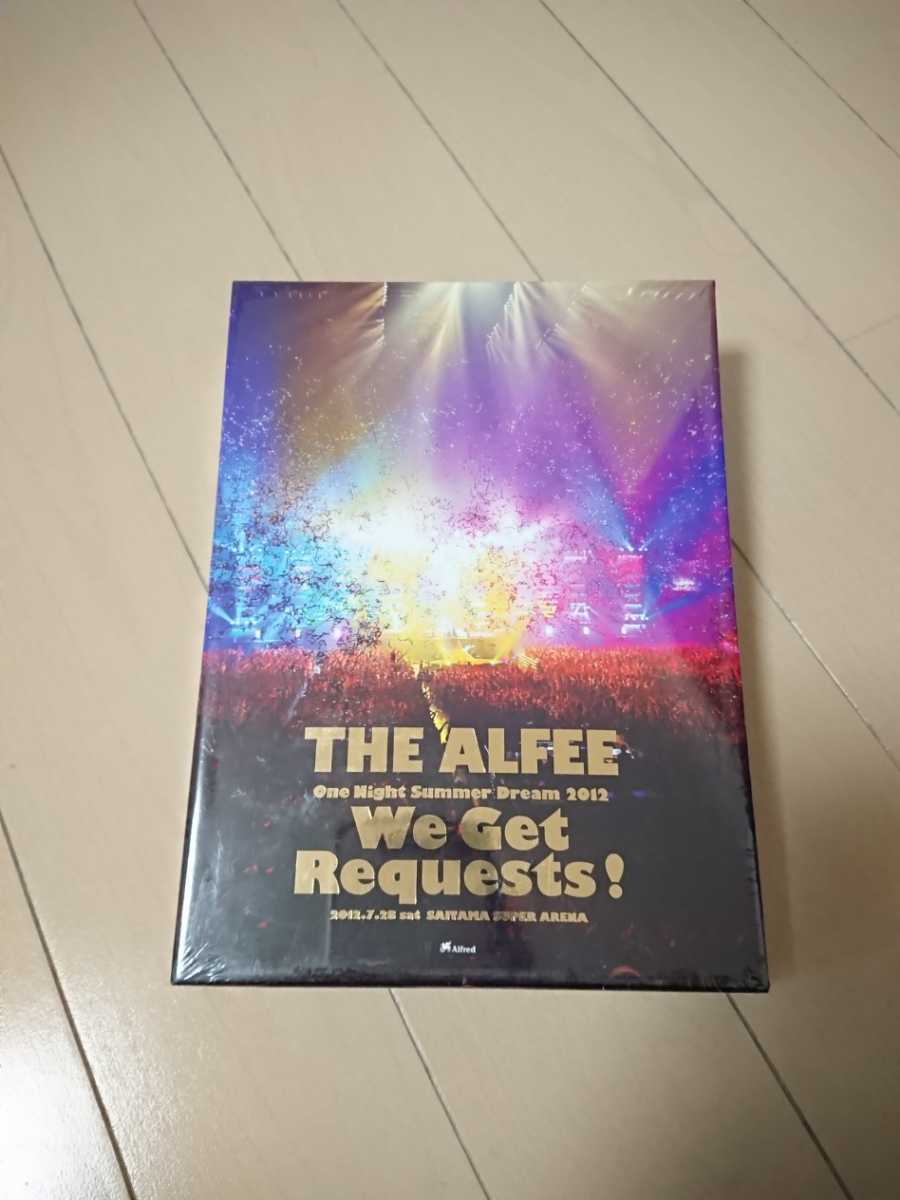 THE ALFEE
One Night Summer Dream 2012
We Get
Requests!
2012.7.28 sat SAITAMA SUPER ARENA
Alfred